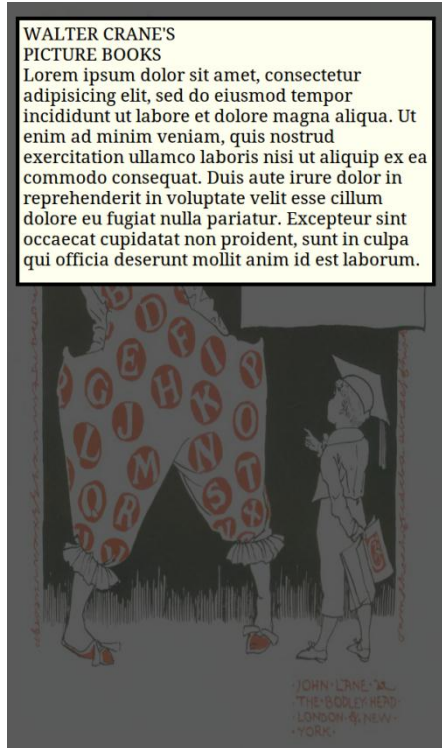 WALTER CRANE'S
PICTURE BOOKS
Lorem ipsum dolor sit amet, consectetur
adipisicing elit, sed do eiusmod tempor
incididunt ut labore et dolore magna aliqua. Ut
enim ad minim veniam, quis nostrud
exercitation ullamco laboris nisi ut aliquip ex ea
commodo consequat. Duis aute irure dolor in
reprehenderit in voluptate velit esse cillum
dolore eu fugiat nulla pariatur. Excepteur sint
occaecat cupidatat non proident, sunt in culpa
qui officia deserunt mollit anim id est laborum.
B
D F I P
E
G H K
J
L N O
M T
Q R S X
JOHN·LANE·
THE·BODLEY·HEAD·
LONDON·&·NEW·
·YORK·